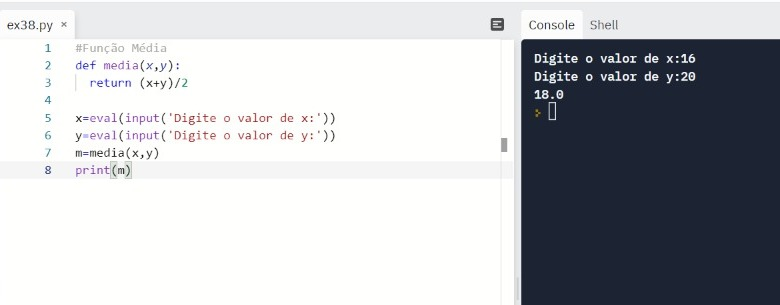 ex38.py ×
1 #Função Média
2 def media(x,y):
3   return (x+y)/2
4
5 x=eval(input('Digite o valor de x:'))
6 y=eval(input('Digite o valor de y:'))
7 m=media(x,y)
8 print(m)
Console Shell
Digite o valor de x:16
Digite o valor de y:20
18.0